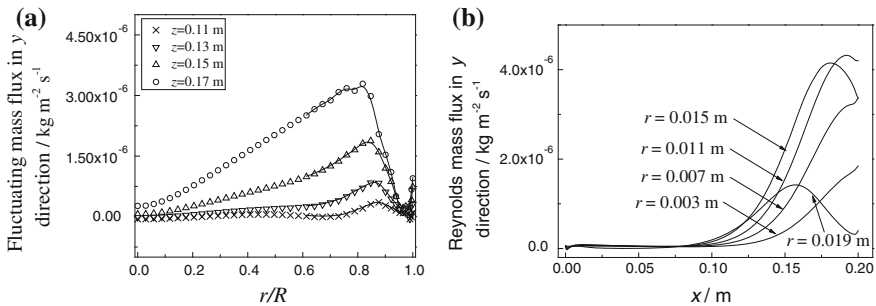 (a)
Fluctuating mass flux in y
direction / kg m⁻² s⁻¹
4.50x10⁻⁶
3.00x10⁻⁶
1.50x10⁻⁶
0.00
z=0.11 m
z=0.13 m
z=0.15 m
z=0.17 m
0.0 0.2 0.4 0.6 0.8 1.0
r/R
(b)
Reynolds mass flux in y
direction / kg m⁻² s⁻¹
4.0x10⁻⁶
2.0x10⁻⁶
0.0
r = 0.015 m
r = 0.011 m
r = 0.007 m
r = 0.003 m
r = 0.019 m
0.00 0.05 0.10 0.15 0.20
x / m